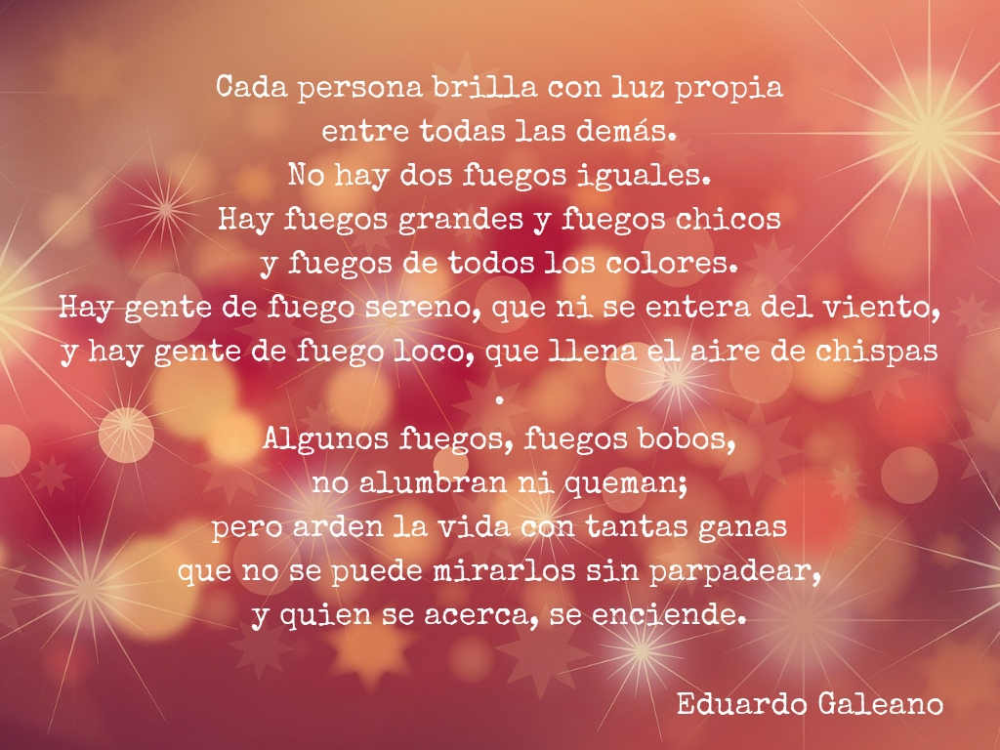 Cada persona brilla con luz propia
entre todas las demás.
No hay dos fuegos iguales.
Hay fuegos grandes y fuegos chicos
y fuegos de todos los colores.
Hay gente de fuego sereno, que ni se entera del viento,
y hay gente de fuego loco, que llena el aire de chispas
.
Algunos fuegos, fuegos bobos,
no alumbran ni queman;
pero arden la vida con tantas ganas
que no se puede mirarlos sin parpadear,
y quien se acerca, se enciende.
Eduardo Galeano